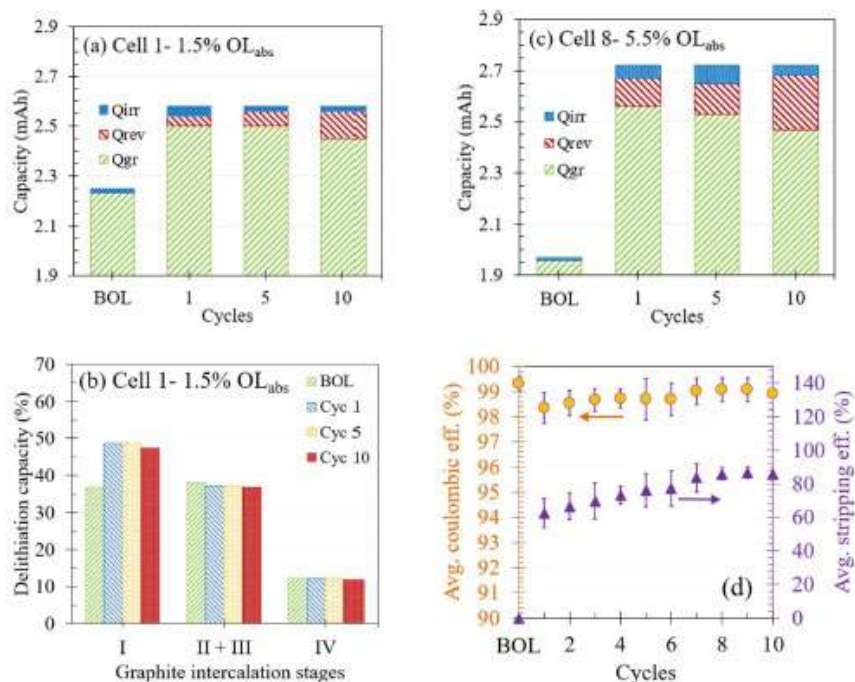 (a) Cell 1- 1.5% OLabs
2.9
2.7
2.5
2.3
2.1
1.9
Capacity (mAh)
Qirr
Qrev
Qgr
BOL 1 5 10
Cycles
(c) Cell 8- 5.5% OLabs
2.9
2.7
2.5
2.3
2.1
1.9
Capacity (mAh)
Qirr
Qrev
Qgr
BOL 1 5 10
Cycles
(b) Cell 1- 1.5% OLabs
70
60
50
40
30
20
10
0
Delithiation capacity (%)
BOL
Cyc 1
Cyc 5
Cyc 10
I II + III IV
Graphite intercalation stages
100
99
98
97
96
95
94
93
92
91
90
Avg. coulombic eff. (%)
140
120
100
80
60
40
20
0
Avg. stripping eff. (%)
(d)
BOL 2 4 6 8 10
Cycles